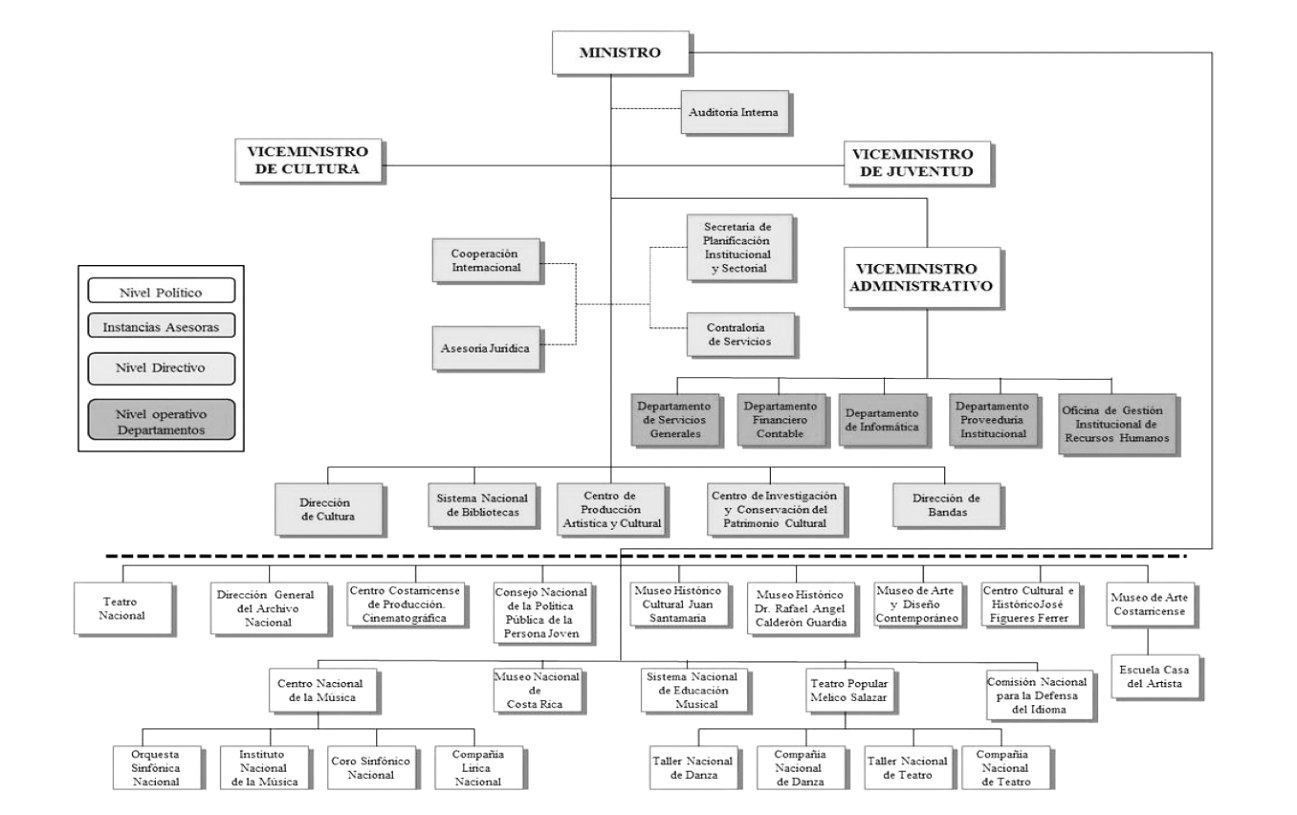 MINISTRO
Auditoría Interna
VICEMINISTRO
DE CULTURA
VICEMINISTRO
DE JUVENTUD
Secretaría de
Planificación
Institucional
y Sectorial
Cooperación
Internacional
VICEMINISTRO
ADMINISTRATIVO
Nivel Político
Instancias Asesoras
Nivel Directivo
Nivel operativo
Departamentos
Contraloría
de Servicios
Asesoría Jurídica
Departamento
de Servicios
Generales
Departamento
Financiero
Contable
Departamento
de Informática
Departamento
Proveeduría
Institucional
Oficina de Gestión
Institucional de
Recursos Humanos
Dirección
de Cultura
Sistema Nacional
de Bibliotecas
Centro de
Producción
Artística y Cultural
Centro de Investigación
y Conservación del
Patrimonio Cultural
Dirección de
Bandas
Teatro
Nacional
Dirección General
del Archivo
Nacional
Centro Costarricense
de Producción.
Cinematográfica
Consejo Nacional
de la Política
Pública de la
Persona Joven
Museo Histórico
Cultural Juan
Santamaría
Museo Histórico
Dr. Rafael Angel
Calderón Guardia
Museo de Arte
y Diseño
Contemporáneo
Centro Cultural e
HistóricoJosé
Figueres Ferrer
Museo de Arte
Costarricense
Escuela Casa
del Artista
Centro Nacional
de la Música
Museo Nacional
de
Costa Rica
Sistema Nacional
de Educación
Musical
Teatro Popular
Melico Salazar
Comisión Nacional
para la Defensa
del Idioma
Orquesta
Sinfónica
Nacional
Instituto
Nacional
de la Música
Coro Sinfónico
Nacional
Compañía
Lírica
Nacional
Taller Nacional
de Danza
Compañía
Nacional
de Danza
Taller Nacional
de Teatro
Compañía
Nacional
de Teatro